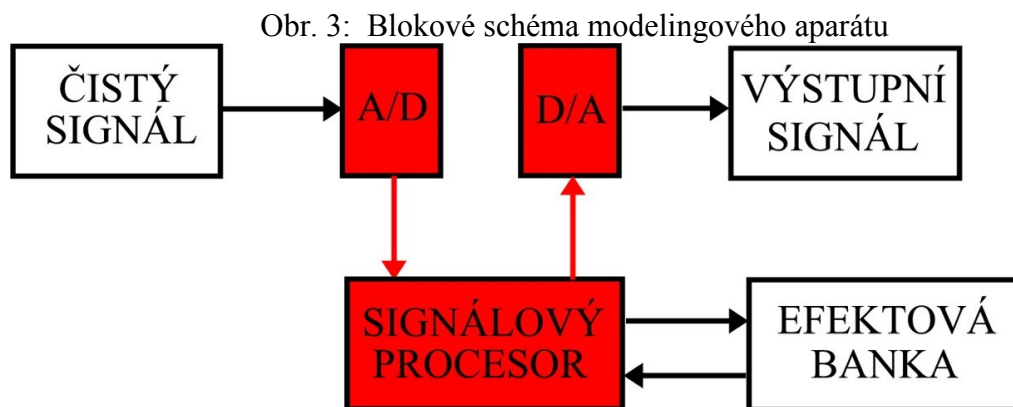 Obr. 3: Blokové schéma modelingového aparátu
ČISTÝ
SIGNÁL
A/D
D/A
VÝSTUPNÍ
SIGNÁL
SIGNÁLOVÝ
PROCESOR
EFEKTOVÁ
BANKA